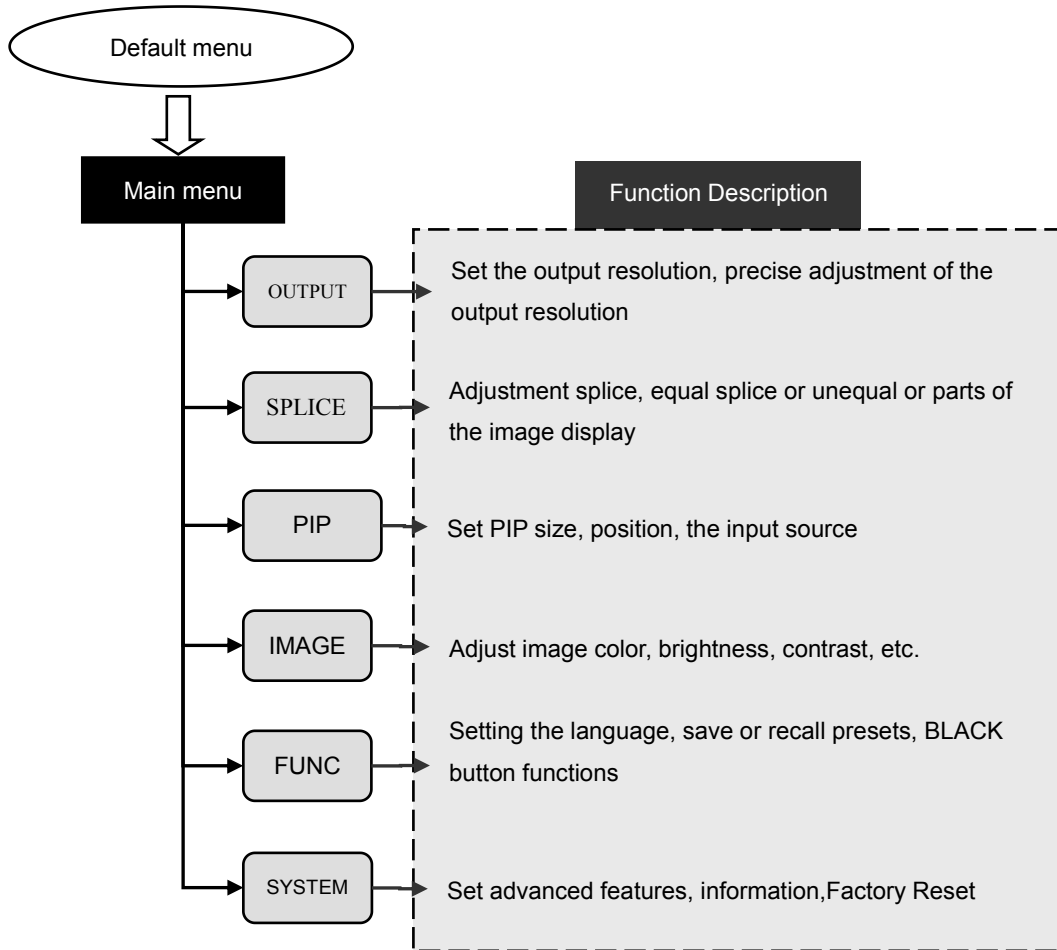 Default menu
Main menu
Function Description
OUTPUT
Set the output resolution, precise adjustment of the
output resolution
SPLICE
Adjustment splice, equal splice or unequal or parts of
the image display
PIP
Set PIP size, position, the input source
IMAGE
Adjust image color, brightness, contrast, etc.
FUNC
Setting the language, save or recall presets, BLACK
button functions
SYSTEM
Set advanced features, information,Factory Reset